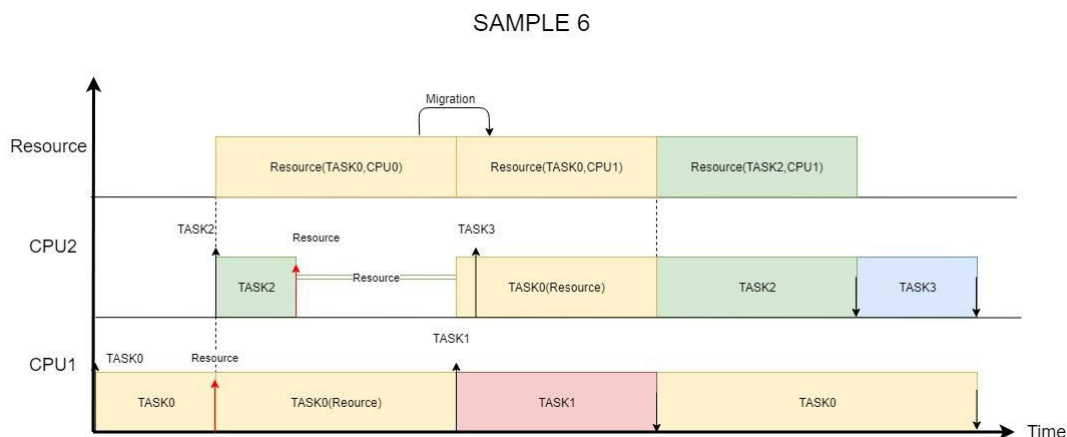 SAMPLE 6
Migration
Resource
Resource(TASK0,CPU0)
Resource(TASK0,CPU1)
Resource(TASK2,CPU1)
TASK2
Resource
TASK3
CPU2
TASK2
Resource
TASK0(Resource)
TASK2
TASK3
TASK1
CPU1
TASK0
Resource
TASK0
TASK0(Reource)
TASK1
TASK0
Time